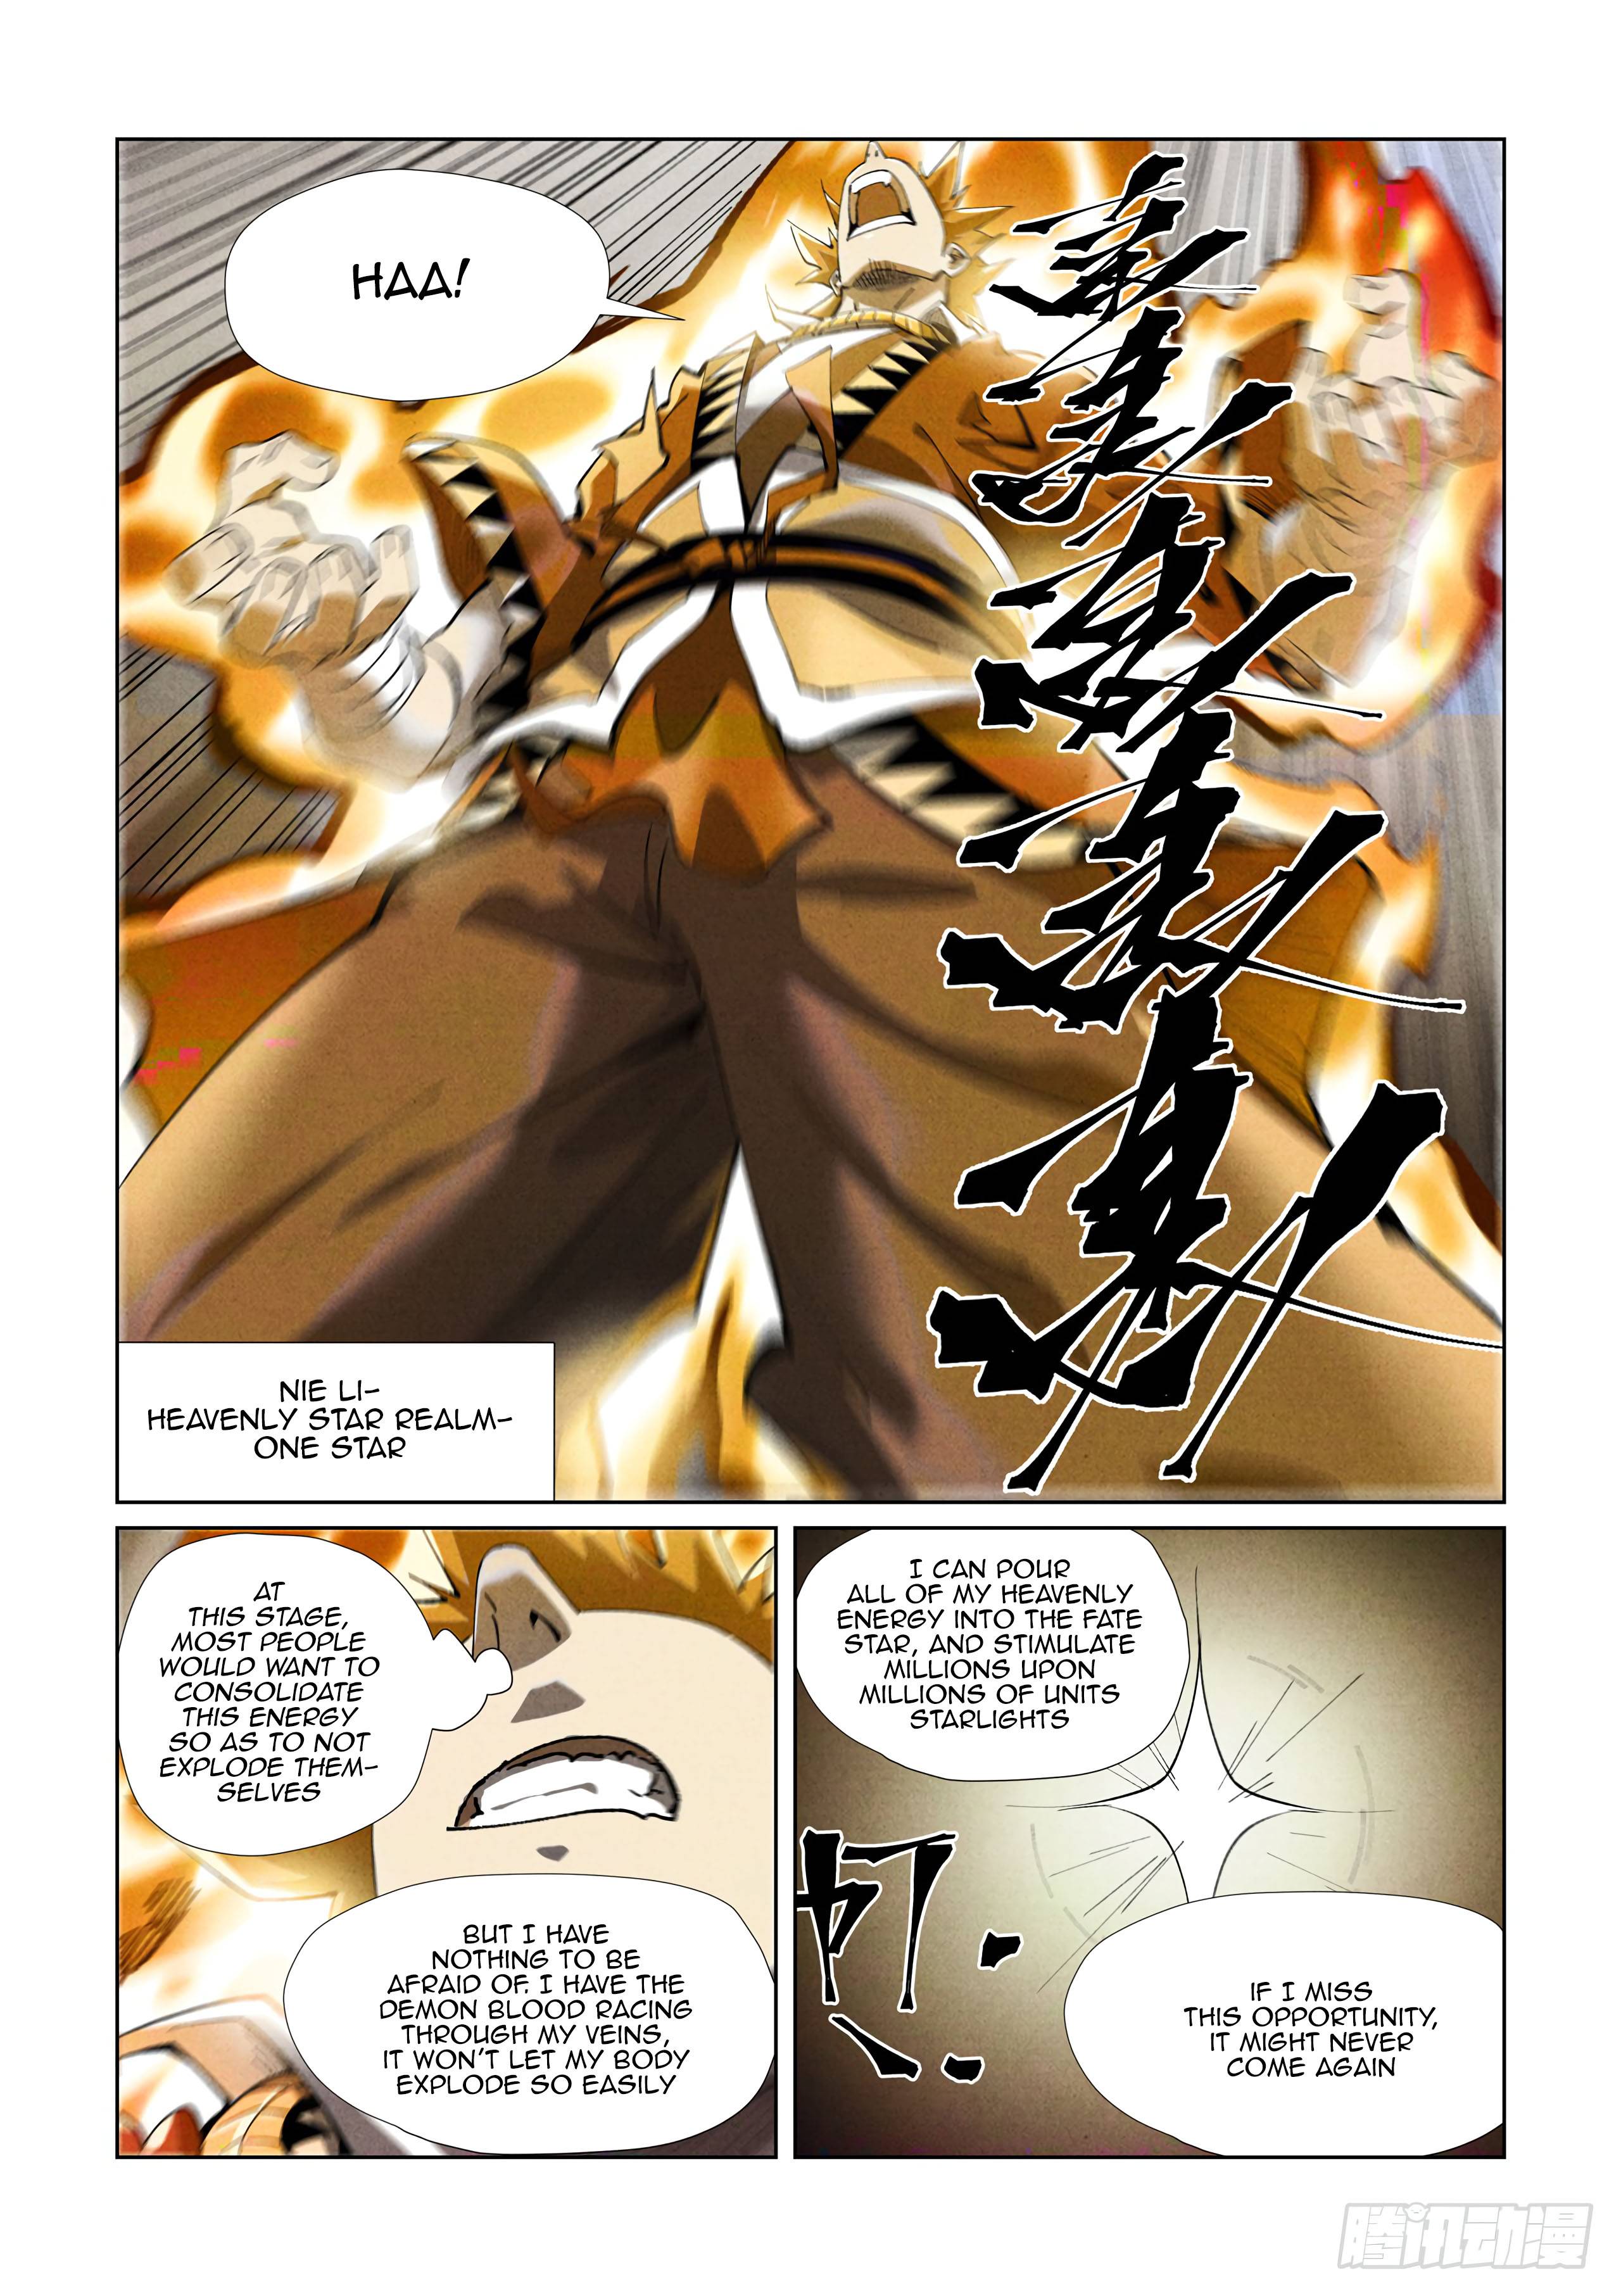 HAA!
NIE LI-
HEAVENLY STAR REALM-
ONE STAR
AT
THIS STAGE,
MOST PEOPLE
WOULD WANT TO
CONSOLIDATE
THIS ENERGY
SO AS TO NOT
EXPLODE THEM-
SELVES
BUT I HAVE
NOTHING TO BE
AFRAID OF. I HAVE THE
DEMON BLOOD RACING
THROUGH MY VEINS,
IT WON'T LET MY BODY
EXPLODE SO EASILY
I CAN POUR
ALL OF MY HEAVENLY
ENERGY INTO THE FATE
STAR, AND STIMULATE
MILLIONS UPON
MILLIONS OF UNITS
STARLIGHTS
IF I MISS
THIS OPPORTUNITY,
IT MIGHT NEVER
COME AGAIN
腾讯动漫